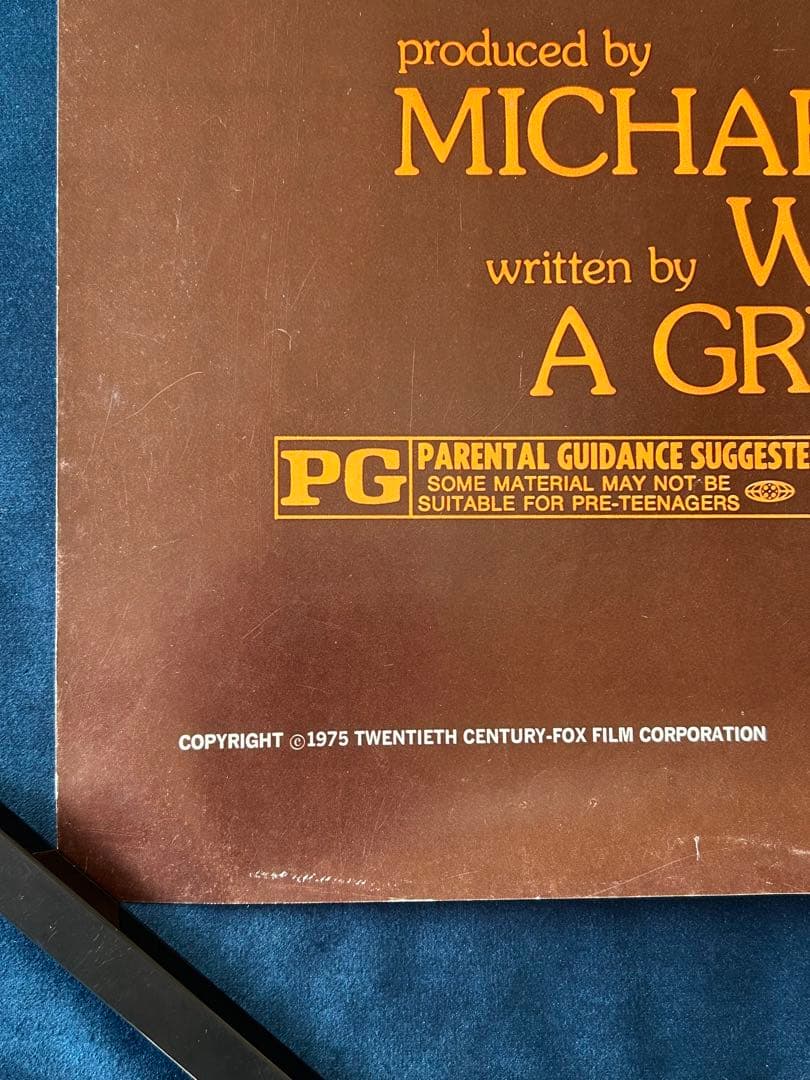 produced by
MICHA
W
written by
A GR
PG
PARENTAL GUIDANCE SUGGESTE
SOME MATERIAL MAY NOT BE
SUITABLE FOR PRE-TEENAGERS
COPYRIGHT ©1975 TWENTIETH CENTURY-FOX FILM CORPORATION